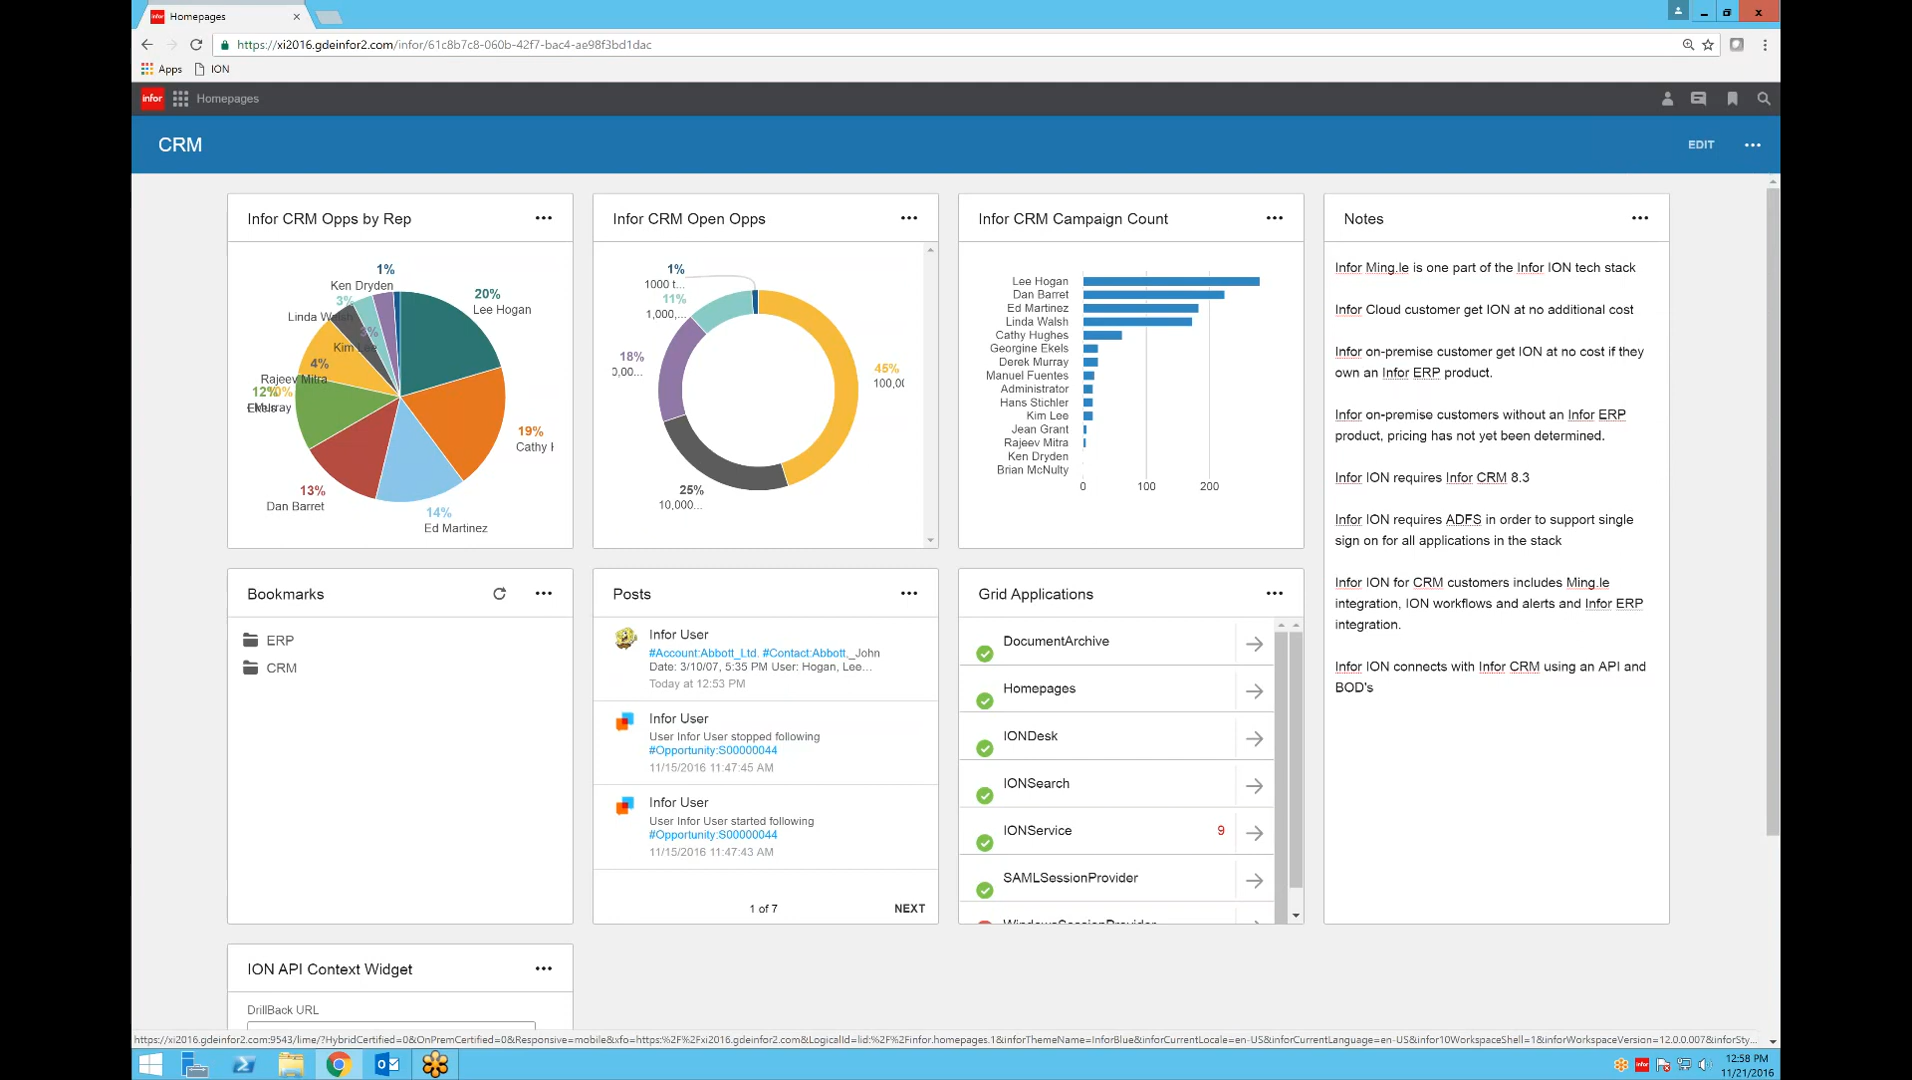 infor Homepages
https://xi2016.gdeinfor2.com/infor/61c8b7c8-060b-42f7-bac4-ae98f3bd1dac
Apps ION
infor Homepages
CRM
EDIT
Infor CRM Opps by Rep
1%
Ken Dryden
3%
Linda Walsh
3%
Kim Lee
4%
Rajeev Mitra
12%
Murray
20%
Lee Hogan
19%
Cathy H
14%
Ed Martinez
13%
Dan Barret
Infor CRM Open Opps
1%
1000 t...
11%
1,000,...
18%
0,00...
45%
100,0(
25%
10,000...
Infor CRM Campaign Count
Lee Hogan
Dan Barret
Ed Martinez
Linda Walsh
Cathy Hughes
Georgine Ekels
Derek Murray
Manuel Fuentes
Administrator
Hans Stichler
Kim Lee
Jean Grant
Rajeev Mitra
Ken Dryden
Brian McNulty
0 100 200
Notes
Infor Ming.le is one part of the Infor ION tech stack
Infor Cloud customer get ION at no additional cost
Infor on-premise customer get ION at no cost if they
own an Infor ERP product.
Infor on-premise customers without an Infor ERP
product, pricing has not yet been determined.
Infor ION requires Infor CRM 8.3
Infor ION requires ADFS in order to support single
sign on for all applications in the stack
Infor ION for CRM customers includes Ming.le
integration, ION workflows and alerts and Infor ERP
integration.
Infor ION connects with Infor CRM using an API and
BOD's
Bookmarks
ERP
CRM
Posts
Infor User
#Account:Abbott_Ltd. #Contact:Abbott,_John
Date: 3/10/07, 5:35 PM User: Hogan, Lee...
Today at 12:53 PM
Infor User
User Infor User stopped following
#Opportunity:S00000044
11/15/2016 11:47:45 AM
Infor User
User Infor User started following
#Opportunity:S00000044
11/15/2016 11:47:43 AM
1 of 7
NEXT
Grid Applications
DocumentArchive
Homepages
IONDesk
IONSearch
IONService 9
SAMLSessionProvider
WindowsSessionProvider
ION API Context Widget
DrillBack URL
https://xi2016.gdeinfor2.com:9543/lime/?HybridCertified=0&OnPremCertified=0&Responsive=mobile&xfo=https:%2F%2Fxi2016.gdeinfor2.com&LogicalId=lid:%2F%2Finfor.homepages.1&inforThemeName=InforBlue&inforCurrentLocale=en-US&inforCurrentLanguage=en-US&infor10WorkspaceShell=1&inforWorkspaceVersion=12.0.0.007&inforSty...
infor
12:58 PM
11/21/2016